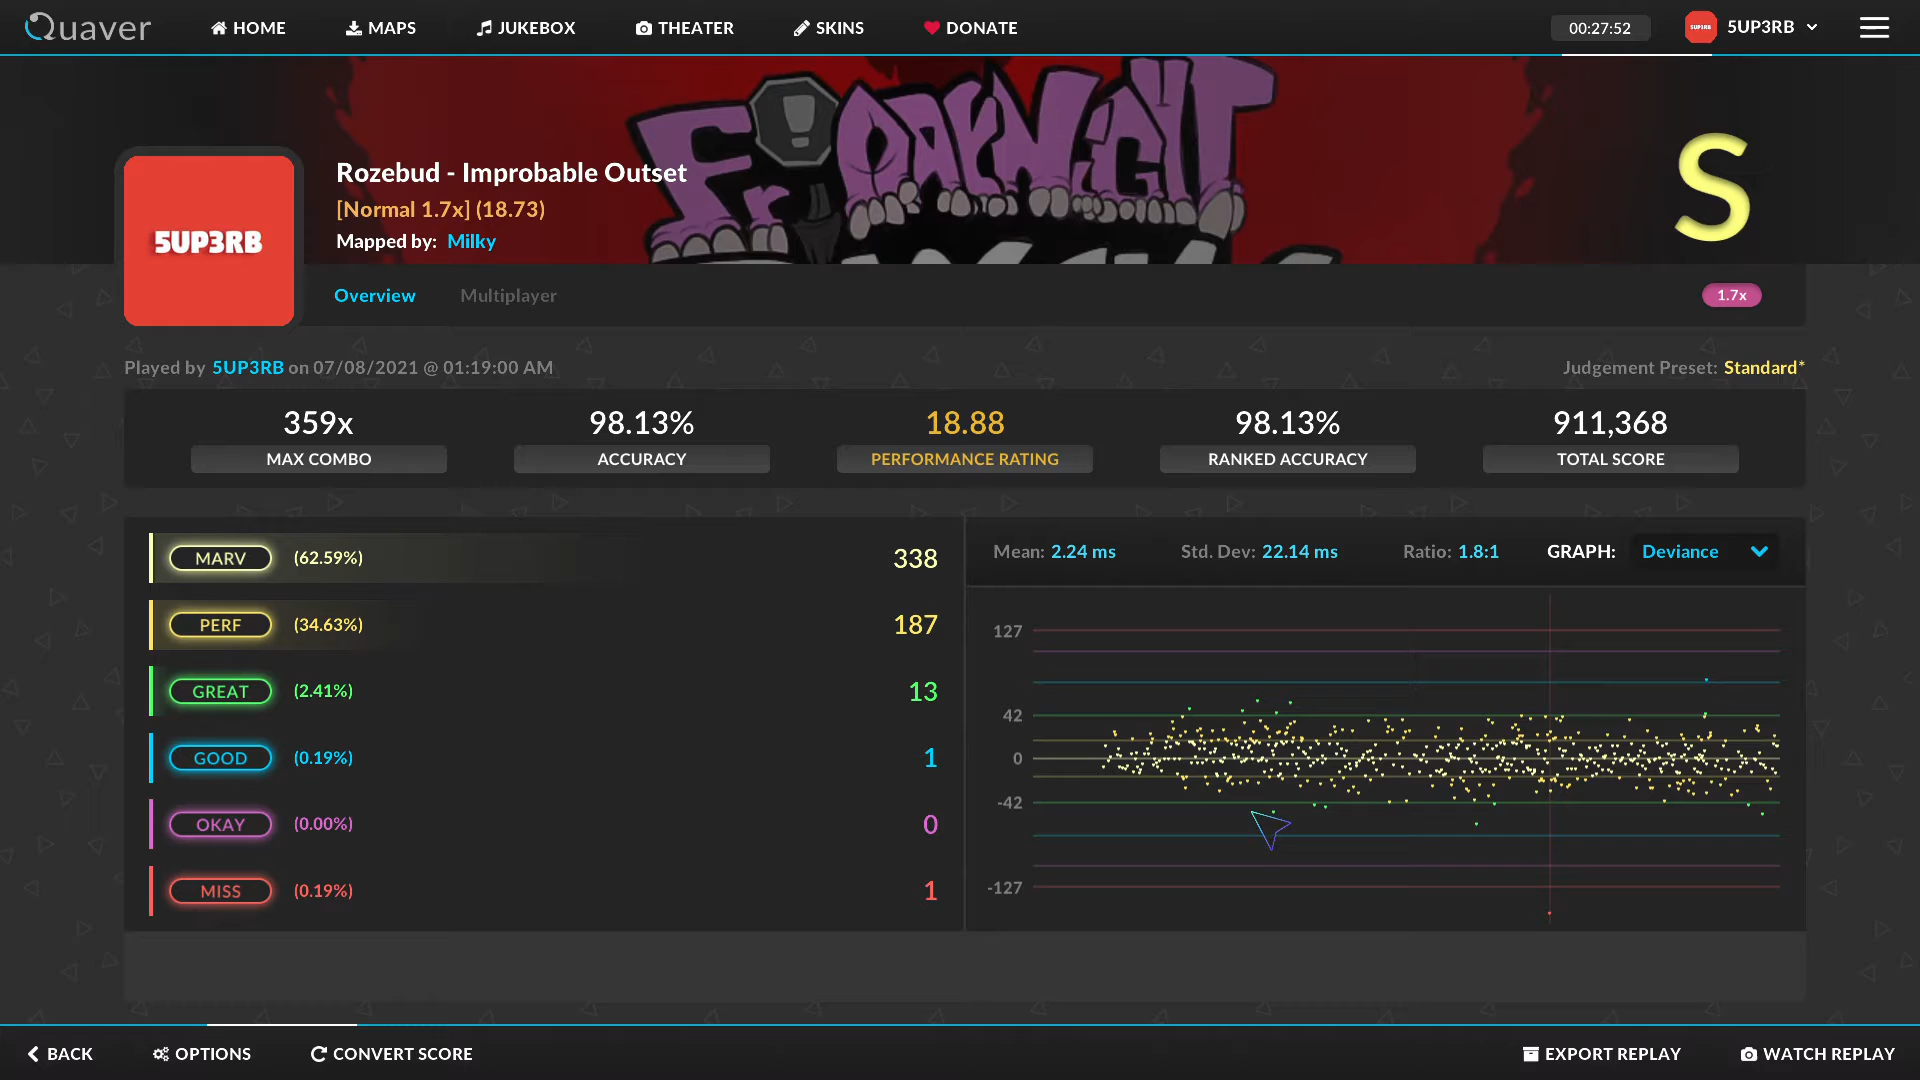 Quaver
HOME
MAPS
JUKEBOX
THEATER
SKINS
DONATE
00:27:52
5UP3RB
5UP3RB
FRIDAY NIGHT
Rozebud - Improbable Outset
[Normal 1.7x] (18.73)
Mapped by: Milky
S
5UP3RB
Overview
Multiplayer
1.7x
Played by 5UP3RB on 07/08/2021 @ 01:19:00 AM
Judgement Preset: Standard*
359x
98.13%
18.88
98.13%
911,368
MAX COMBO
ACCURACY
PERFORMANCE RATING
RANKED ACCURACY
TOTAL SCORE
MARV (62.59%) 338
PERF (34.63%) 187
GREAT (2.41%) 13
GOOD (0.19%) 1
OKAY (0.00%) 0
MISS (0.19%) 1
Mean: 2.24 ms
Std. Dev: 22.14 ms
Ratio: 1.8:1
GRAPH: Deviance
127
42
0
-42
-127
BACK
OPTIONS
CONVERT SCORE
EXPORT REPLAY
WATCH REPLAY